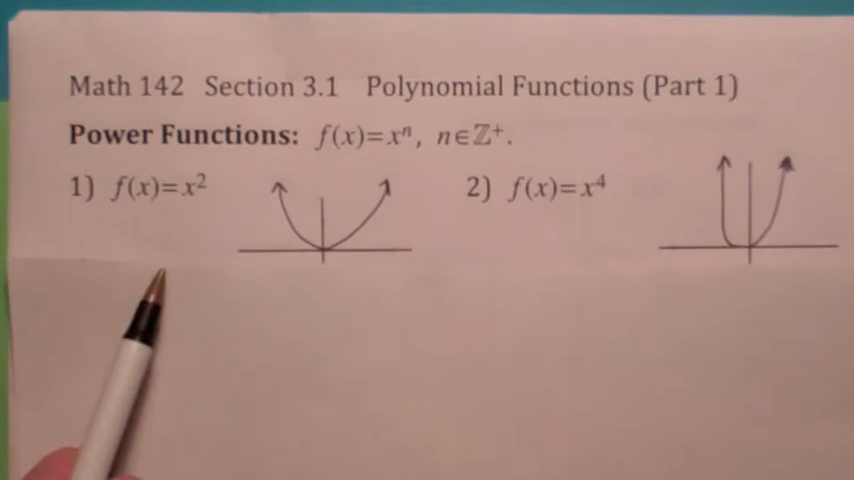 Math 142 Section 3.1 Polynomial Functions (Part 1)
Power Functions: f(x)=xⁿ, n∈ℤ⁺.
1) f(x)=x² 2) f(x)=x⁴